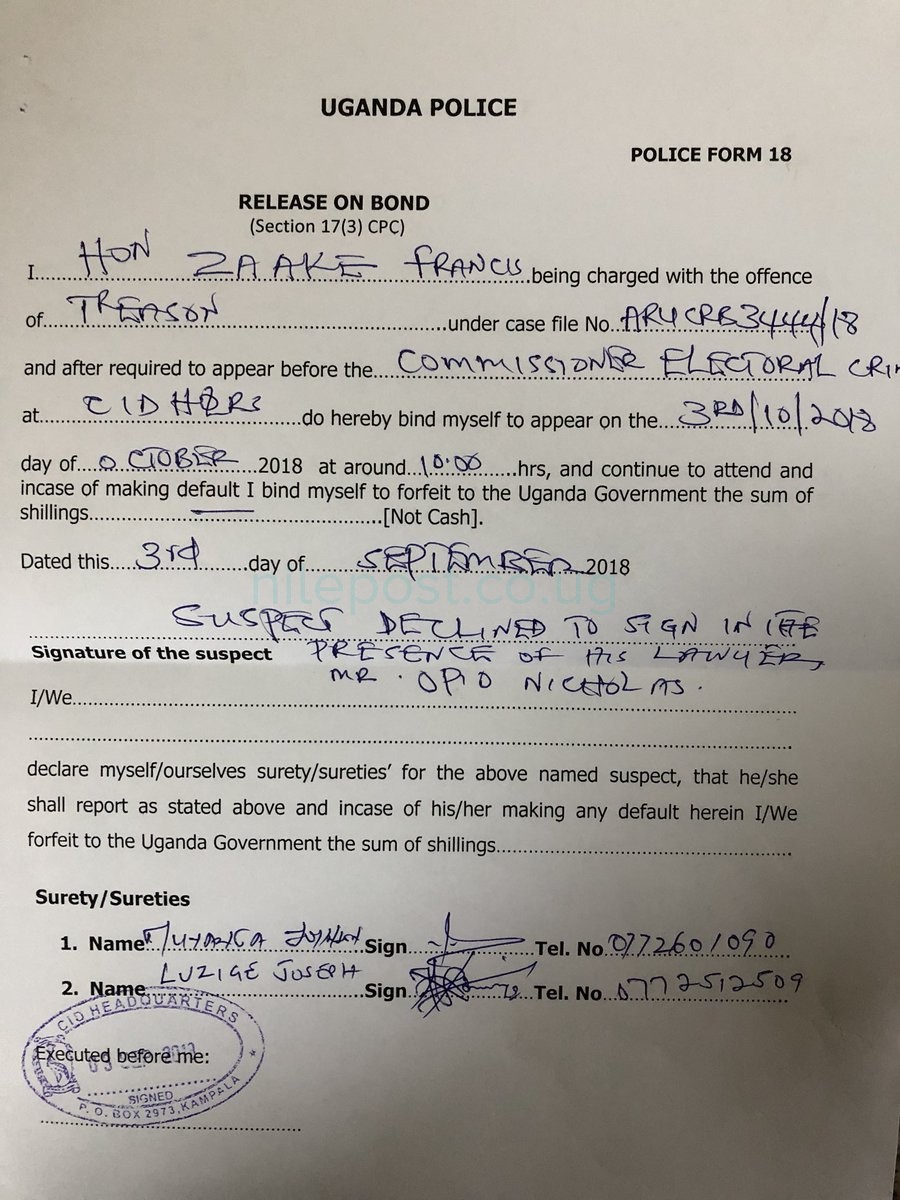 UGANDA POLICE
POLICE FORM 18
RELEASE ON BOND
(Section 17(3) CPC)
I....HON ZAAKE FRANCIS....being charged with the offence
of....TREASON....under case file No..ARUCRB3444/18
and after required to appear before the....COMMISSIONER ELECTORAL CRI
at....CID HQRS....do hereby bind myself to appear on the....3RD/10/2018
day of...OCTOBER...2018 at around..10:00...hrs, and continue to attend and
incase of making default I bind myself to forfeit to the Uganda Government the sum of
shillings....—....[Not Cash].
Dated this....3rd....day of....SEPTEMBER....2018
nilepost.co.ug
SUSPECT DECLINED TO SIGN IN THE
Signature of the suspect PRESENCE OF HIS LAWYER,
MR. OPIO NICHOLAS.
I/We....
declare myself/ourselves surety/sureties' for the above named suspect, that he/she
shall report as stated above and incase of his/her making any default herein I/We
forfeit to the Uganda Government the sum of shillings....
Surety/Sureties
1. Name....Sign....Tel. No.0772601090
2. Name LUZIGE JOSEPH....Sign....Tel. No..0772512509
CID HEADQUARTERS
Executed before me:
SIGNED
P. O. BOX 2973, KAMPALA